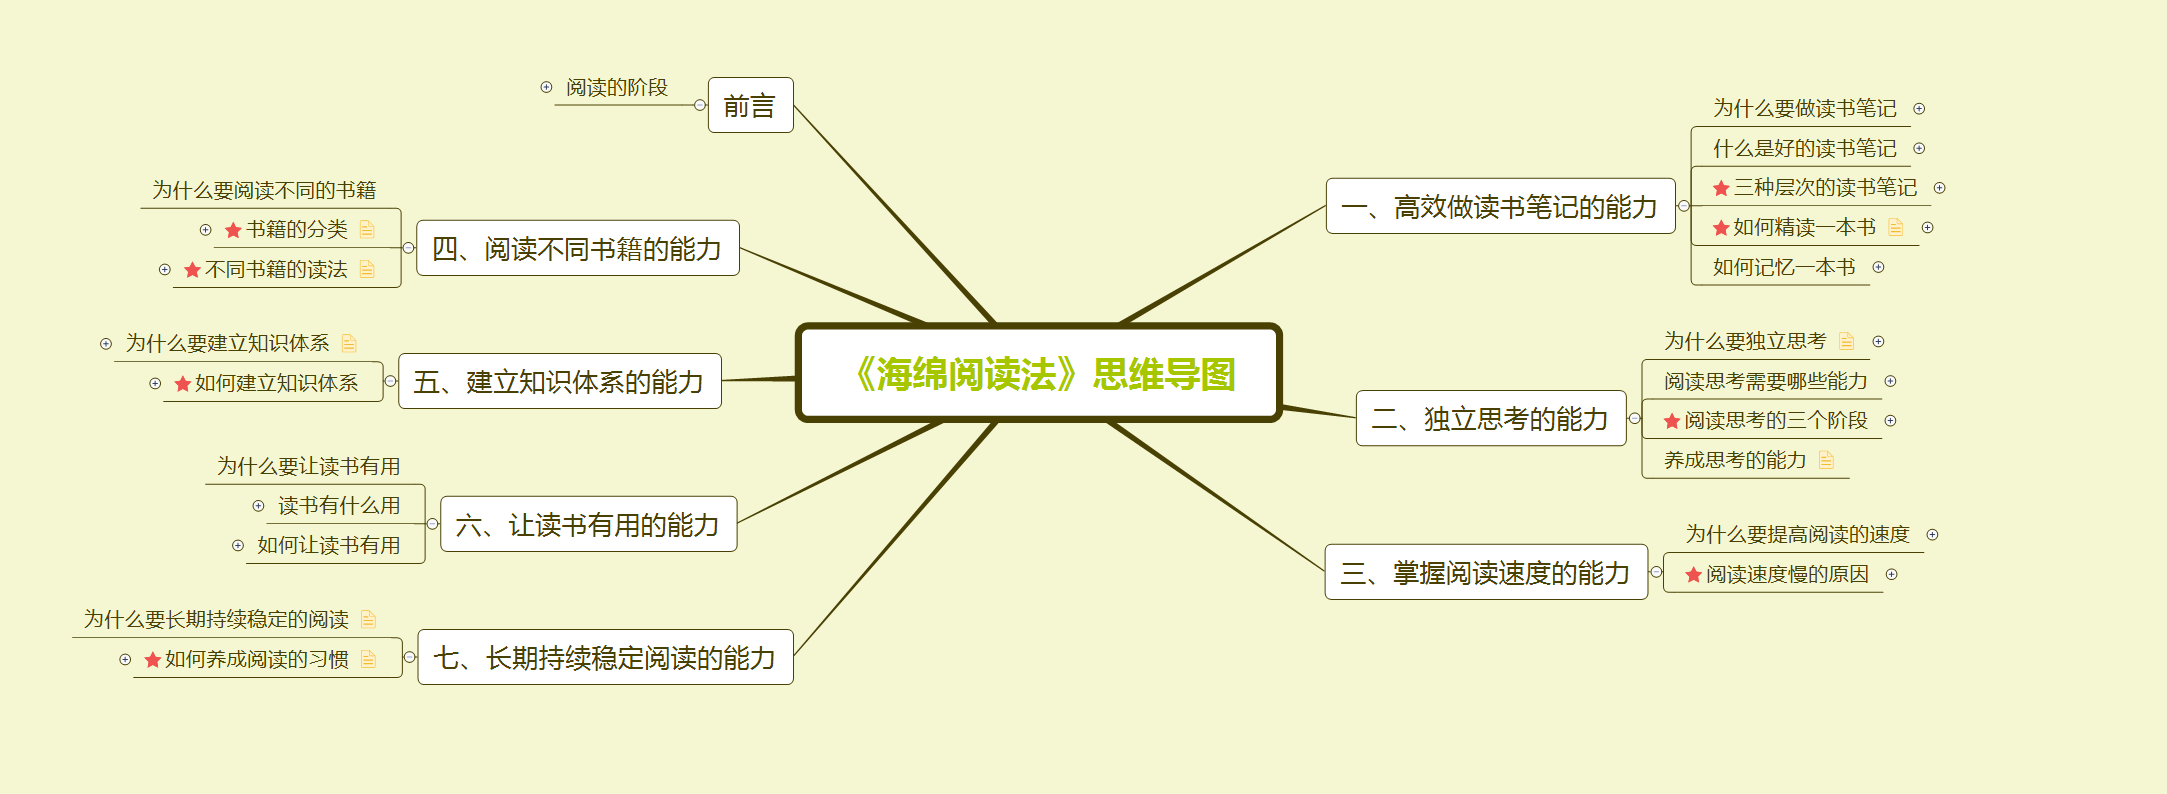 《海绵阅读法》思维导图
前言
阅读的阶段
一、高效做读书笔记的能力
为什么要做读书笔记
什么是好的读书笔记
三种层次的读书笔记
如何精读一本书
如何记忆一本书
二、独立思考的能力
为什么要独立思考
阅读思考需要哪些能力
阅读思考的三个阶段
养成思考的能力
三、掌握阅读速度的能力
为什么要提高阅读的速度
阅读速度慢的原因
四、阅读不同书籍的能力
为什么要阅读不同的书籍
书籍的分类
不同书籍的读法
五、建立知识体系的能力
为什么要建立知识体系
如何建立知识体系
六、让读书有用的能力
为什么要让读书有用
读书有什么用
如何让读书有用
七、长期持续稳定阅读的能力
为什么要长期持续稳定的阅读
如何养成阅读的习惯